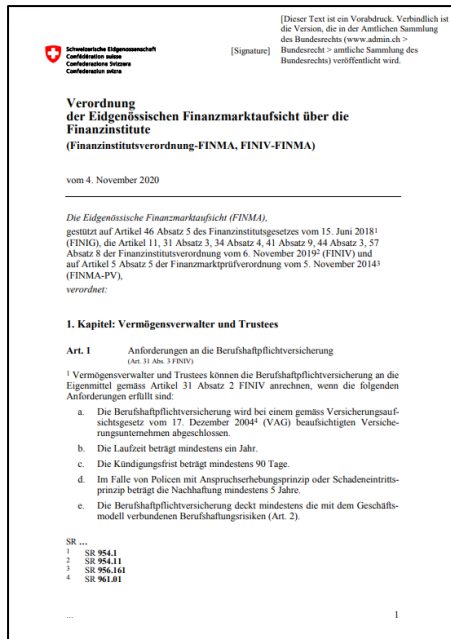 [Dieser Text ist ein Vorabdruck. Verbindlich ist
die Version, die in der Amtlichen Sammlung
des Bundesrechts (www.admin.ch >
Bundesrecht > amtliche Sammlung des
Bundesrechts) veröffentlicht wird.
[Signature]
Schweizerische Eidgenossenschaft
Confédération suisse
Confederazione Svizzera
Confederaziun svizra
Verordnung
der Eidgenössischen Finanzmarktaufsicht über die
Finanzinstitute
(Finanzinstitutsverordnung-FINMA, FINIV-FINMA)
vom 4. November 2020
Die Eidgenössische Finanzmarktaufsicht (FINMA),
gestützt auf Artikel 46 Absatz 5 des Finanzinstitutsgesetzes vom 15. Juni 2018¹
(FINIG), die Artikel 11, 31 Absatz 3, 34 Absatz 4, 41 Absatz 9, 44 Absatz 3, 57
Absatz 8 der Finanzinstitutsverordnung vom 6. November 2019² (FINIV) und
auf Artikel 5 Absatz 5 der Finanzmarktprüfverordnung vom 5. November 2014³
(FINMA-PV),
verordnet:
1. Kapitel: Vermögensverwalter und Trustees
Art. 1 Anforderungen an die Berufshaftpflichtversicherung
(Art. 31 Abs. 3 FINIV)
¹ Vermögensverwalter und Trustees können die Berufshaftpflichtversicherung an die
Eigenmittel gemäss Artikel 31 Absatz 2 FINIV anrechnen, wenn die folgenden
Anforderungen erfüllt sind:
a. Die Berufshaftpflichtversicherung wird bei einem gemäss Versicherungsauf-
sichtsgesetz vom 17. Dezember 2004⁴ (VAG) beaufsichtigten Versiche-
rungsunternehmen abgeschlossen.
b. Die Laufzeit beträgt mindestens ein Jahr.
c. Die Kündigungsfrist beträgt mindestens 90 Tage.
d. Im Falle von Policen mit Anspruchserhebungsprinzip oder Schadeneintritts-
prinzip beträgt die Nachhaftung mindestens 5 Jahre.
e. Die Berufshaftpflichtversicherung deckt mindestens die mit dem Geschäfts-
modell verbundenen Berufshaftungsrisiken (Art. 2).
SR ...
¹ SR 954.1
² SR 954.11
³ SR 956.161
⁴ SR 961.01
... 1